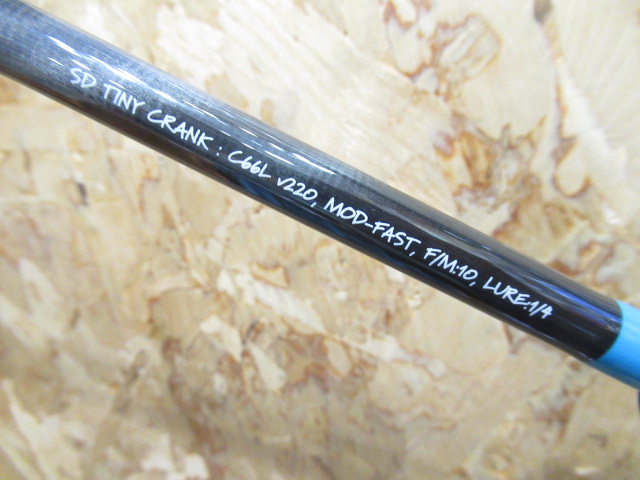 SD TINY CRANK : C66L v220, MOD-FAST, F/M:10, LURE:1/4